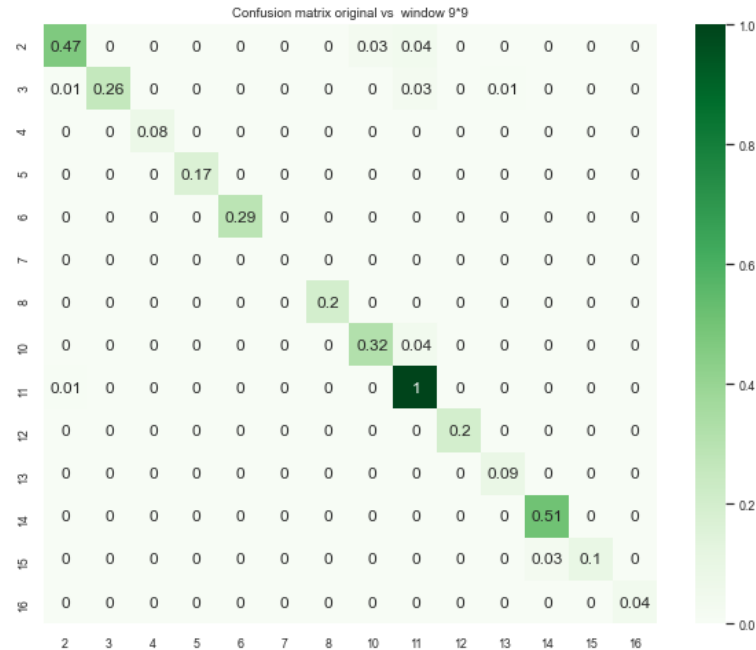 Confusion matrix original vs window 9*9
2 0.47 0 0 0 0 0 0 0.03 0.04 0 0 0 0 0
3 0.01 0.26 0 0 0 0 0 0 0.03 0 0.01 0 0 0
4 0 0 0.08 0 0 0 0 0 0 0 0 0 0 0
5 0 0 0 0.17 0 0 0 0 0 0 0 0 0 0
6 0 0 0 0 0.29 0 0 0 0 0 0 0 0 0
7 0 0 0 0 0 0 0 0 0 0 0 0 0 0
8 0 0 0 0 0 0 0.2 0 0 0 0 0 0 0
10 0 0 0 0 0 0 0 0.32 0.04 0 0 0 0 0
11 0.01 0 0 0 0 0 0 0 1 0 0 0 0 0
12 0 0 0 0 0 0 0 0 0 0.2 0 0 0 0
13 0 0 0 0 0 0 0 0 0 0 0.09 0 0 0
14 0 0 0 0 0 0 0 0 0 0 0 0.51 0 0
15 0 0 0 0 0 0 0 0 0 0 0 0.03 0.1 0
16 0 0 0 0 0 0 0 0 0 0 0 0 0 0.04
2 3 4 5 6 7 8 10 11 12 13 14 15 16
1.0
0.8
0.6
0.4
0.2
0.0